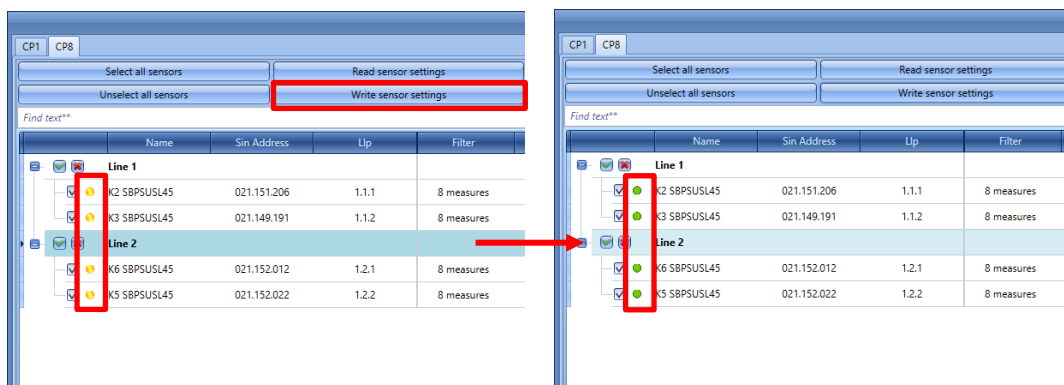 CP1 CP8
Select all sensors Read sensor settings
Unselect all sensors Write sensor settings
Find text**
Name Sin Address Llp Filter
Line 1
K2 SBPSUSL45 021.151.206 1.1.1 8 measures
K3 SBPSUSL45 021.149.191 1.1.2 8 measures
Line 2
K6 SBPSUSL45 021.152.012 1.2.1 8 measures
K5 SBPSUSL45 021.152.022 1.2.2 8 measures
CP1 CP8
Select all sensors Read sensor settings
Unselect all sensors Write sensor settings
Find text**
Name Sin Address Llp Filter
Line 1
K2 SBPSUSL45 021.151.206 1.1.1 8 measures
K3 SBPSUSL45 021.149.191 1.1.2 8 measures
Line 2
K6 SBPSUSL45 021.152.012 1.2.1 8 measures
K5 SBPSUSL45 021.152.022 1.2.2 8 measures